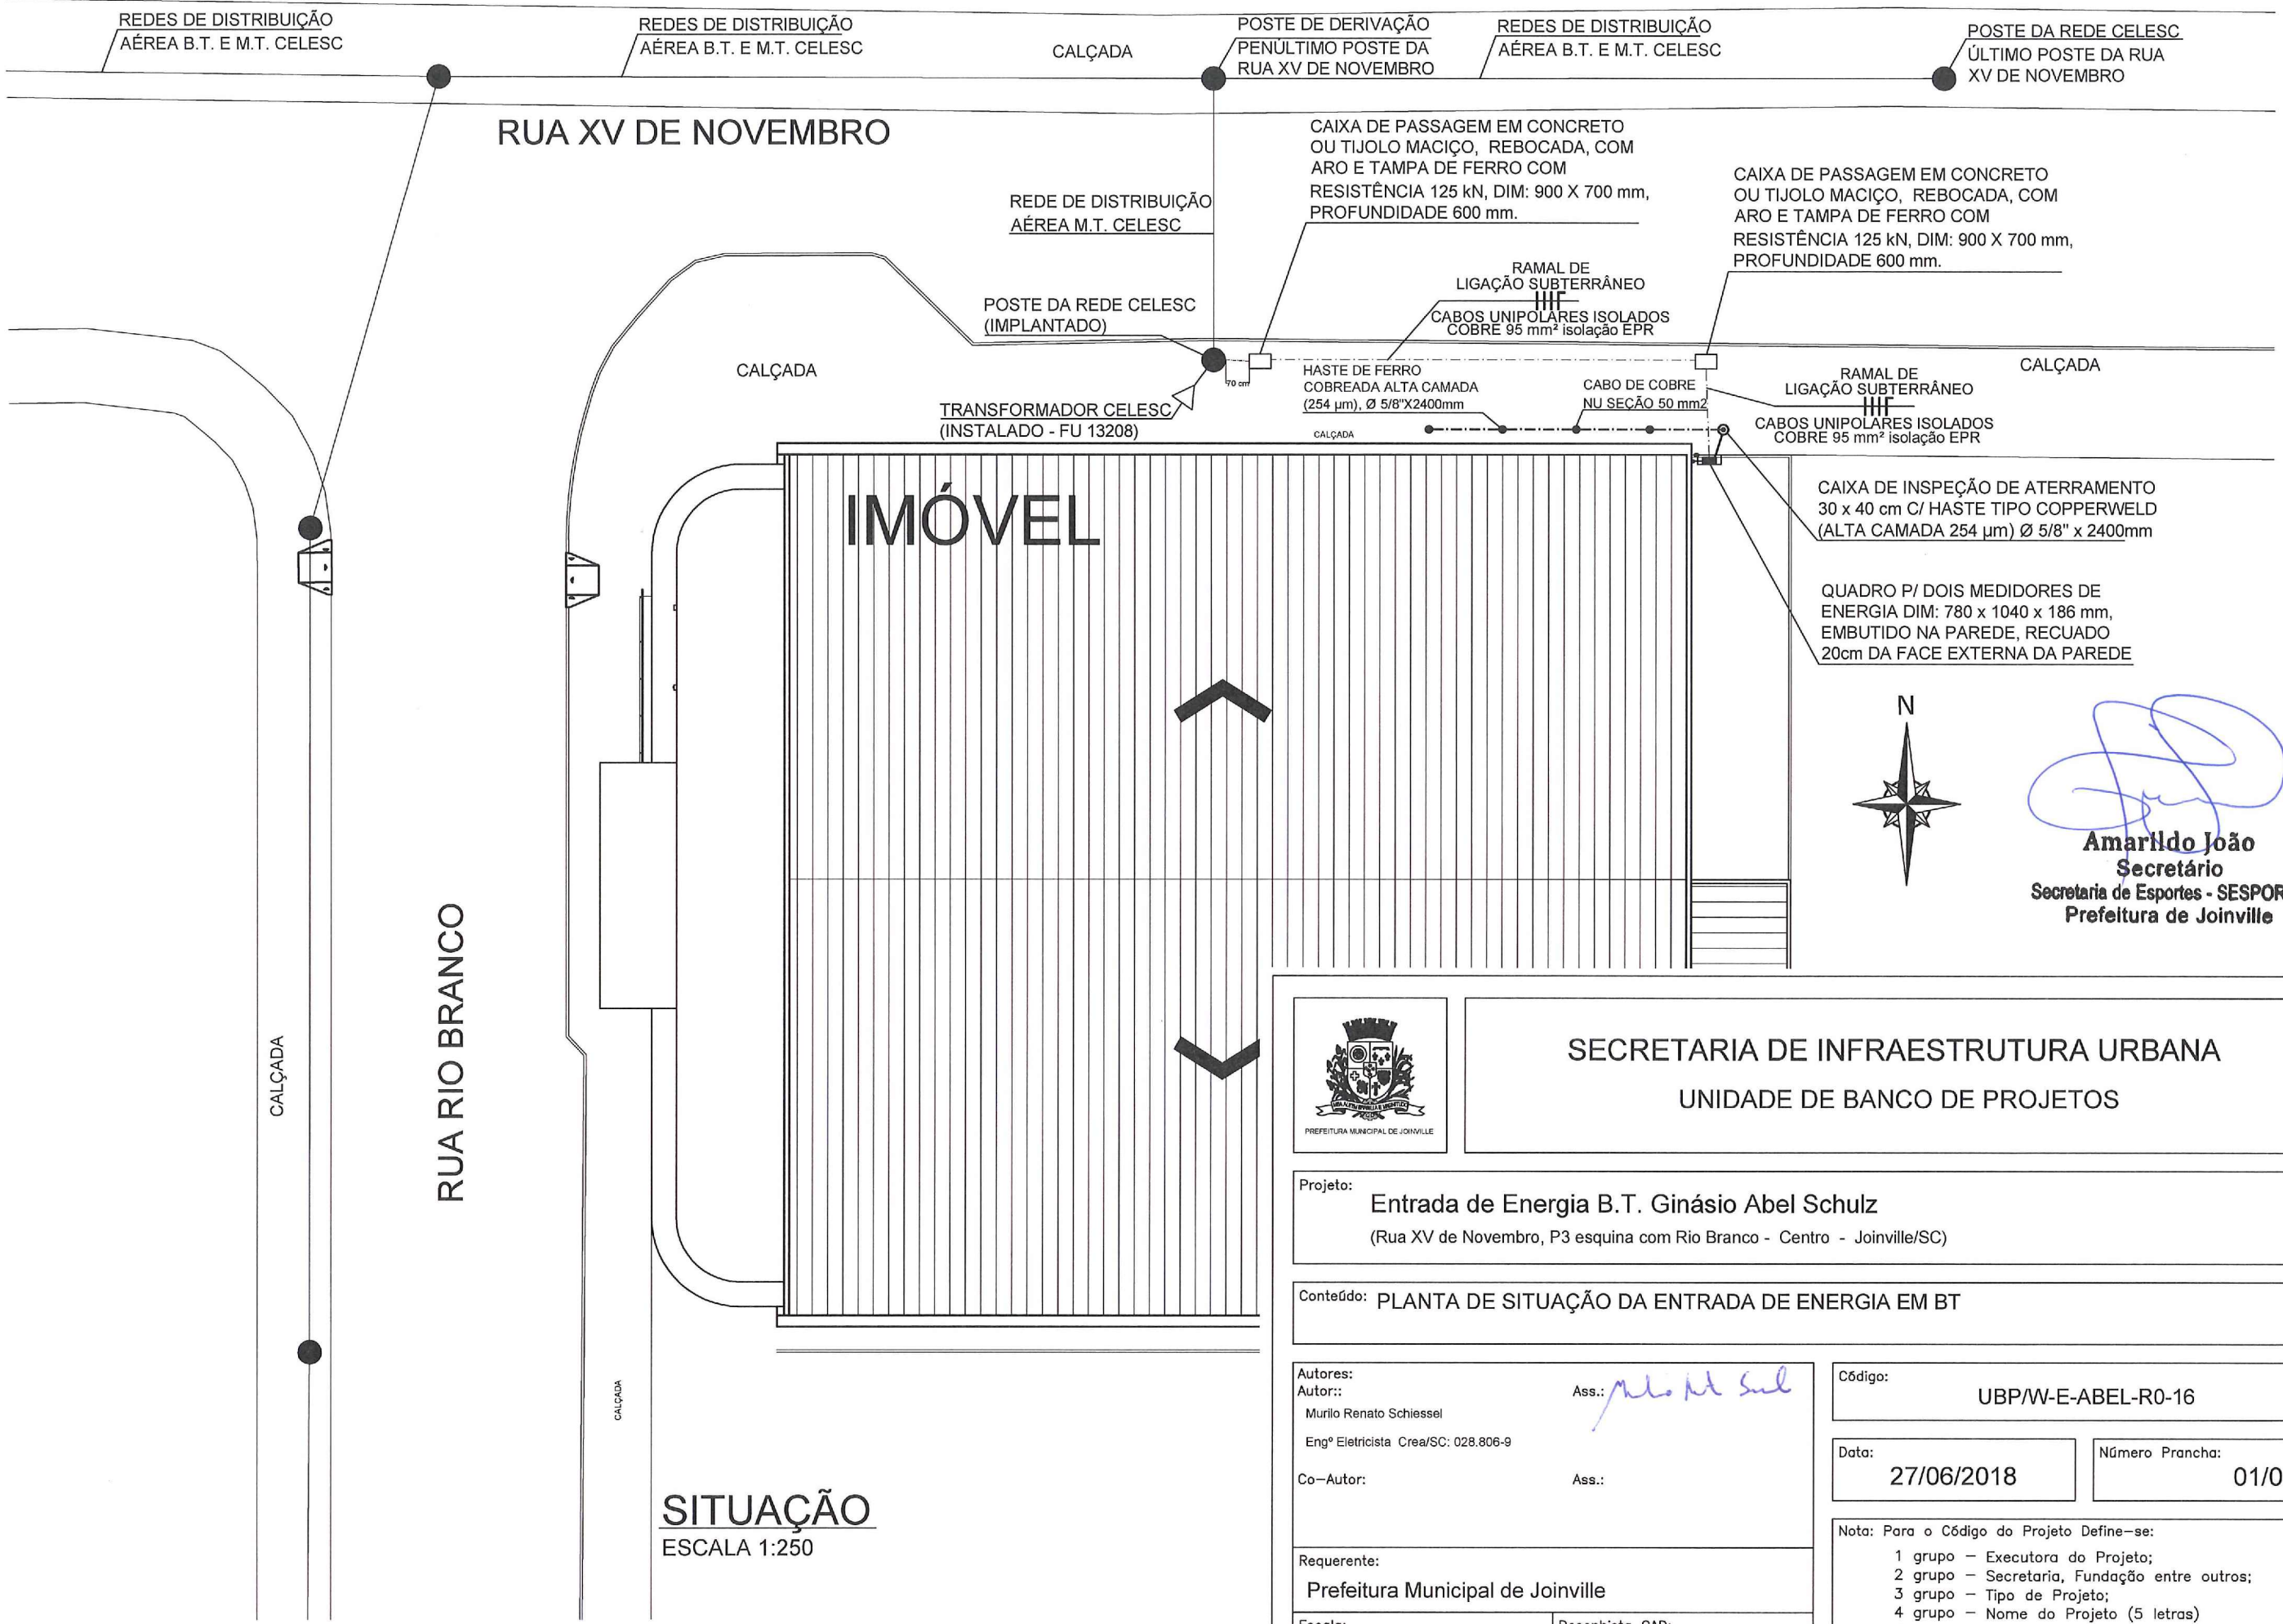 REDES DE DISTRIBUIÇÃO
AÉREA B.T. E M.T. CELESC
REDES DE DISTRIBUIÇÃO
AÉREA B.T. E M.T. CELESC
CALÇADA
POSTE DE DERIVAÇÃO
PENÚLTIMO POSTE DA
RUA XV DE NOVEMBRO
REDES DE DISTRIBUIÇÃO
AÉREA B.T. E M.T. CELESC
POSTE DA REDE CELESC
ÚLTIMO POSTE DA RUA
XV DE NOVEMBRO
RUA XV DE NOVEMBRO
CAIXA DE PASSAGEM EM CONCRETO
OU TIJOLO MACIÇO, REBOCADA, COM
ARO E TAMPA DE FERRO COM
RESISTÊNCIA 125 kN, DIM: 900 X 700 mm,
PROFUNDIDADE 600 mm.
CAIXA DE PASSAGEM EM CONCRETO
OU TIJOLO MACIÇO, REBOCADA, COM
ARO E TAMPA DE FERRO COM
RESISTÊNCIA 125 kN, DIM: 900 X 700 mm,
PROFUNDIDADE 600 mm.
REDE DE DISTRIBUIÇÃO
AÉREA M.T. CELESC
RAMAL DE
LIGAÇÃO SUBTERRÂNEO
CABOS UNIPOLARES ISOLADOS
COBRE 95 mm² isolação EPR
POSTE DA REDE CELESC
(IMPLANTADO)
CALÇADA
70 cm
HASTE DE FERRO
COBREADA ALTA CAMADA
(254 µm), Ø 5/8"X2400mm
CABO DE COBRE
NU SEÇÃO 50 mm2
RAMAL DE
LIGAÇÃO SUBTERRÂNEO
CABOS UNIPOLARES ISOLADOS
COBRE 95 mm² isolação EPR
CALÇADA
TRANSFORMADOR CELESC
(INSTALADO - FU 13208)
CALÇADA
IMÓVEL
CAIXA DE INSPEÇÃO DE ATERRAMENTO
30 x 40 cm C/ HASTE TIPO COPPERWELD
(ALTA CAMADA 254 µm) Ø 5/8" x 2400mm
QUADRO P/ DOIS MEDIDORES DE
ENERGIA DIM: 780 x 1040 x 186 mm,
EMBUTIDO NA PAREDE, RECUADO
20cm DA FACE EXTERNA DA PAREDE
N
Amarildo João
Secretário
Secretaria de Esportes - SESPOR
Prefeitura de Joinville
RUA RIO BRANCO
CALÇADA
CALÇADA
SITUAÇÃO
ESCALA 1:250
PREFEITURA MUNICIPAL DE JOINVILLE
SECRETARIA DE INFRAESTRUTURA URBANA
UNIDADE DE BANCO DE PROJETOS
Projeto:
Entrada de Energia B.T. Ginásio Abel Schulz
(Rua XV de Novembro, P3 esquina com Rio Branco - Centro - Joinville/SC)
Conteúdo: PLANTA DE SITUAÇÃO DA ENTRADA DE ENERGIA EM BT
Autores:
Autor::
Ass.:
Murilo Renato Schiessel
Engº Eletricista Crea/SC: 028.806-9
Co-Autor:
Ass.:
Código:
UBP/W-E-ABEL-R0-16
Data:
27/06/2018
Número Prancha:
01/0
Requerente:
Prefeitura Municipal de Joinville
Nota: Para o Código do Projeto Define-se:
1 grupo - Executora do Projeto;
2 grupo - Secretaria, Fundação entre outros;
3 grupo - Tipo de Projeto;
4 grupo - Nome do Projeto (5 letras)